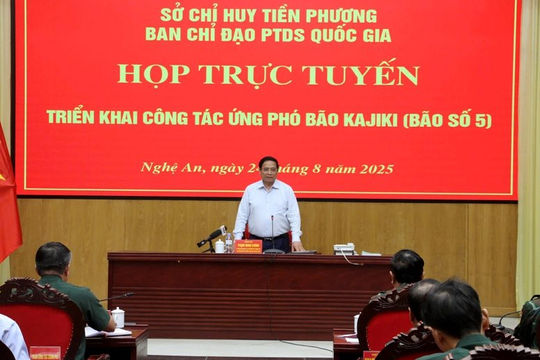 SỞ CHỈ HUY TIỀN PHƯƠNG
BAN CHỈ ĐẠO PTDS QUỐC GIA
HỌP TRỰC TUYẾN
TRIỂN KHAI CÔNG TÁC ỨNG PHÓ BÃO KAJIKI (BÃO SỐ 5)
Nghệ An, ngày tháng 8 năm 2025